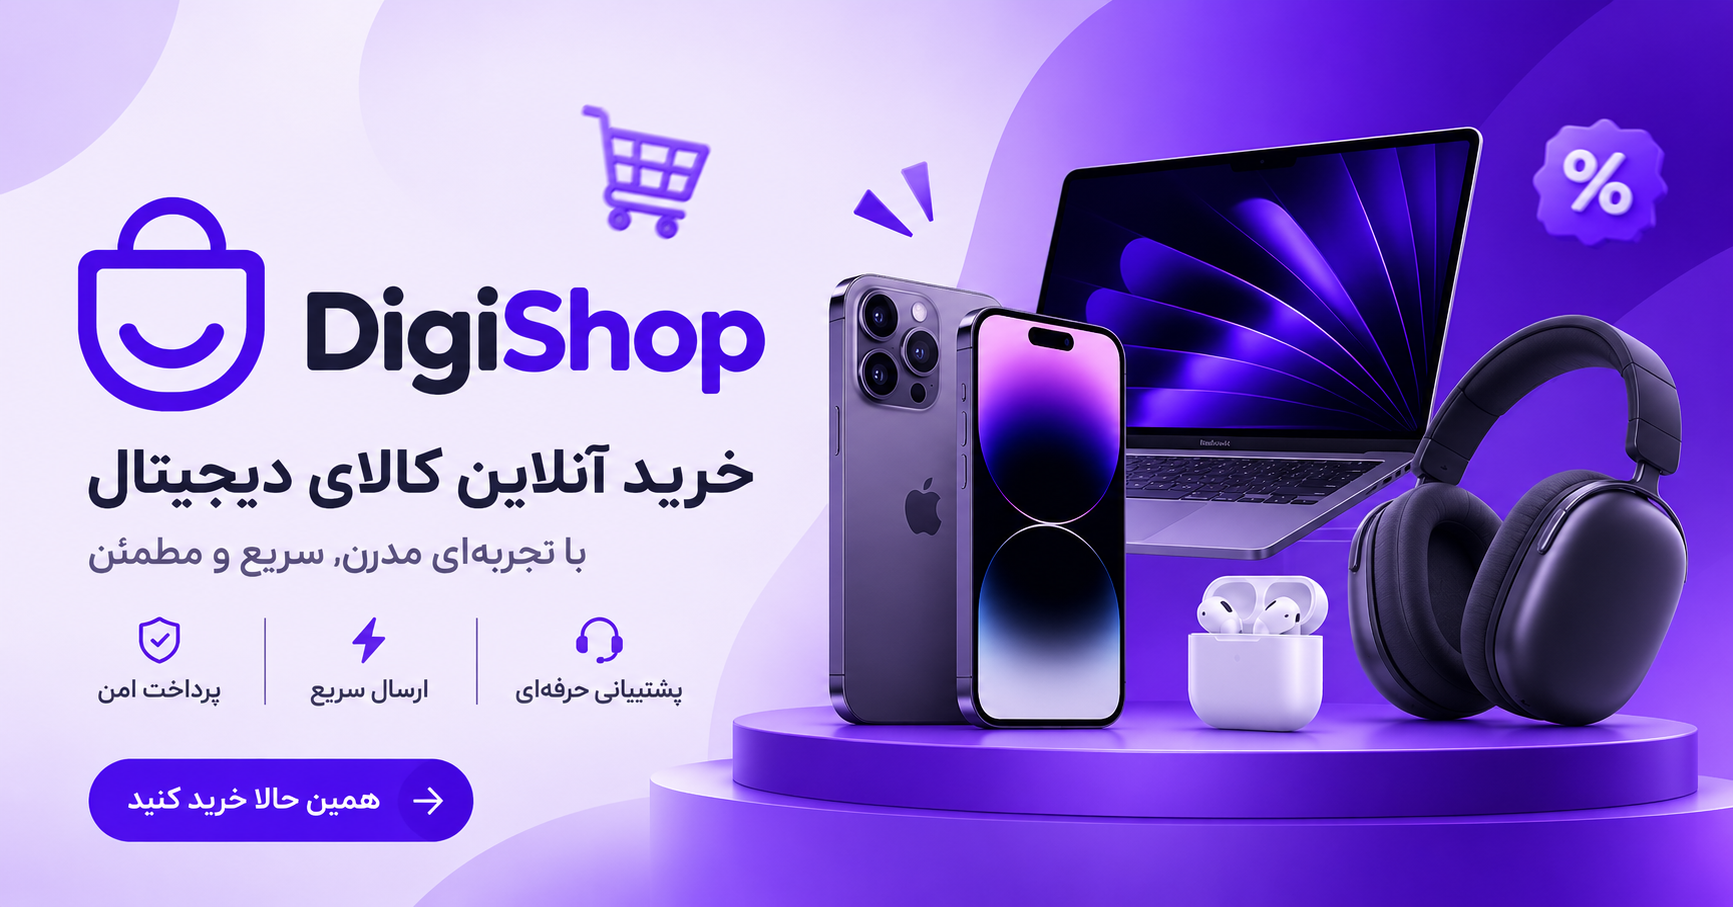 DigiShop
خرید آنلاین کالای دیجیتال
با تجربه‌ای مدرن, سریع و مطمئن
پشتیبانی حرفه‌ای
ارسال سریع
پرداخت امن
همین حالا خرید کنید
%